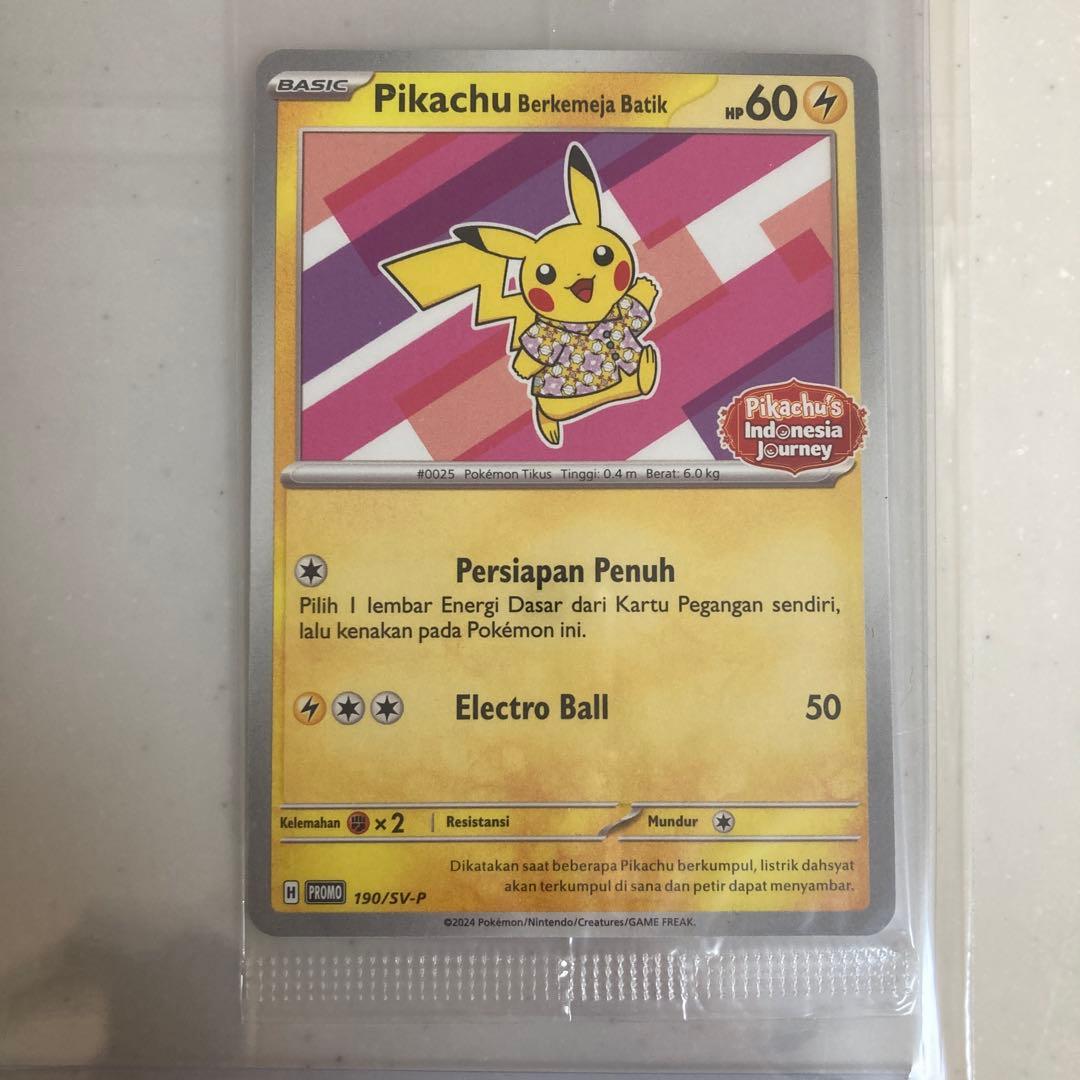 BASIC
Pikachu Berkemeja Batik HP 60
Pikachu's
Indonesia
Journey
#0025 Pokémon Tikus Tinggi: 0.4 m Berat: 6.0 kg
Persiapan Penuh
Pilih 1 lembar Energi Dasar dari Kartu Pegangan sendiri,
lalu kenakan pada Pokémon ini.
Electro Ball 50
Kelemahan ×2 Resistansi Mundur
Dikatakan saat beberapa Pikachu berkumpul, listrik dahsyat
akan terkumpul di sana dan petir dapat menyambar.
H PROMO 190/SV-P
©2024 Pokémon/Nintendo/Creatures/GAME FREAK.